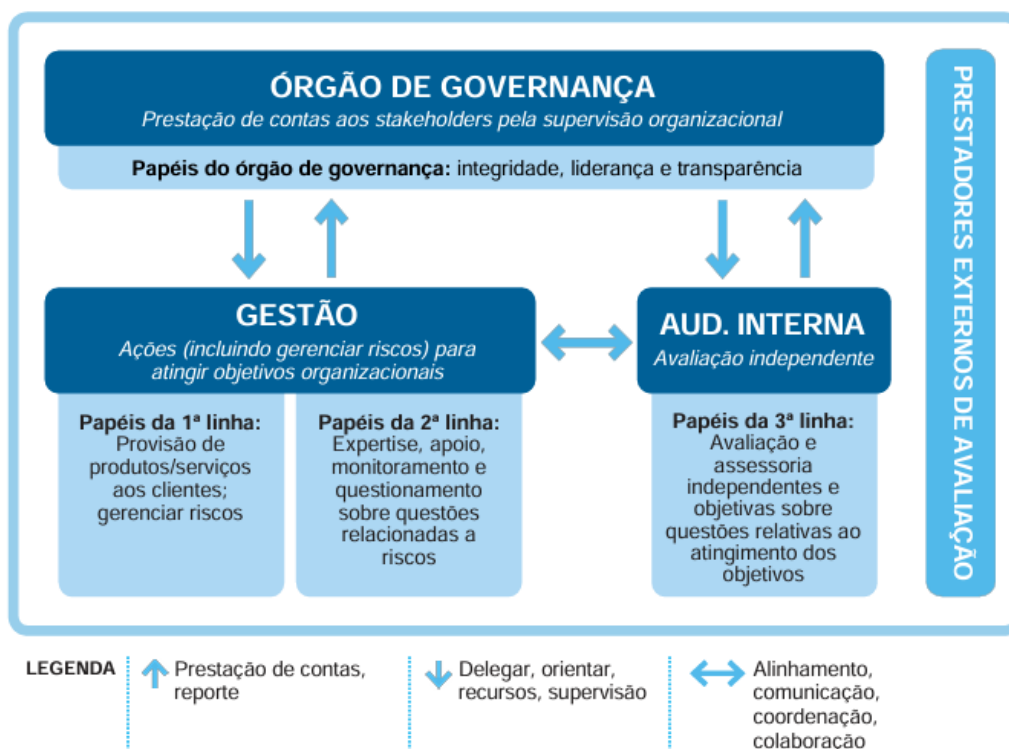 ÓRGÃO DE GOVERNANÇA
Prestação de contas aos stakeholders pela supervisão organizacional
Papéis do órgão de governança: integridade, liderança e transparência
GESTÃO
Ações (incluindo gerenciar riscos) para
atingir objetivos organizacionais
Papéis da 1ª linha:
Provisão de
produtos/serviços
aos clientes;
gerenciar riscos
Papéis da 2ª linha:
Expertise, apoio,
monitoramento e
questionamento
sobre questões
relacionadas a
riscos
AUD. INTERNA
Avaliação independente
Papéis da 3ª linha:
Avaliação e
assessoria
independentes e
objetivas sobre
questões relativas ao
atingimento dos
objetivos
PRESTADORES EXTERNOS DE AVALIAÇÃO
LEGENDA
Prestação de contas,
reporte
Delegar, orientar,
recursos, supervisão
Alinhamento,
comunicação,
coordenação,
colaboração